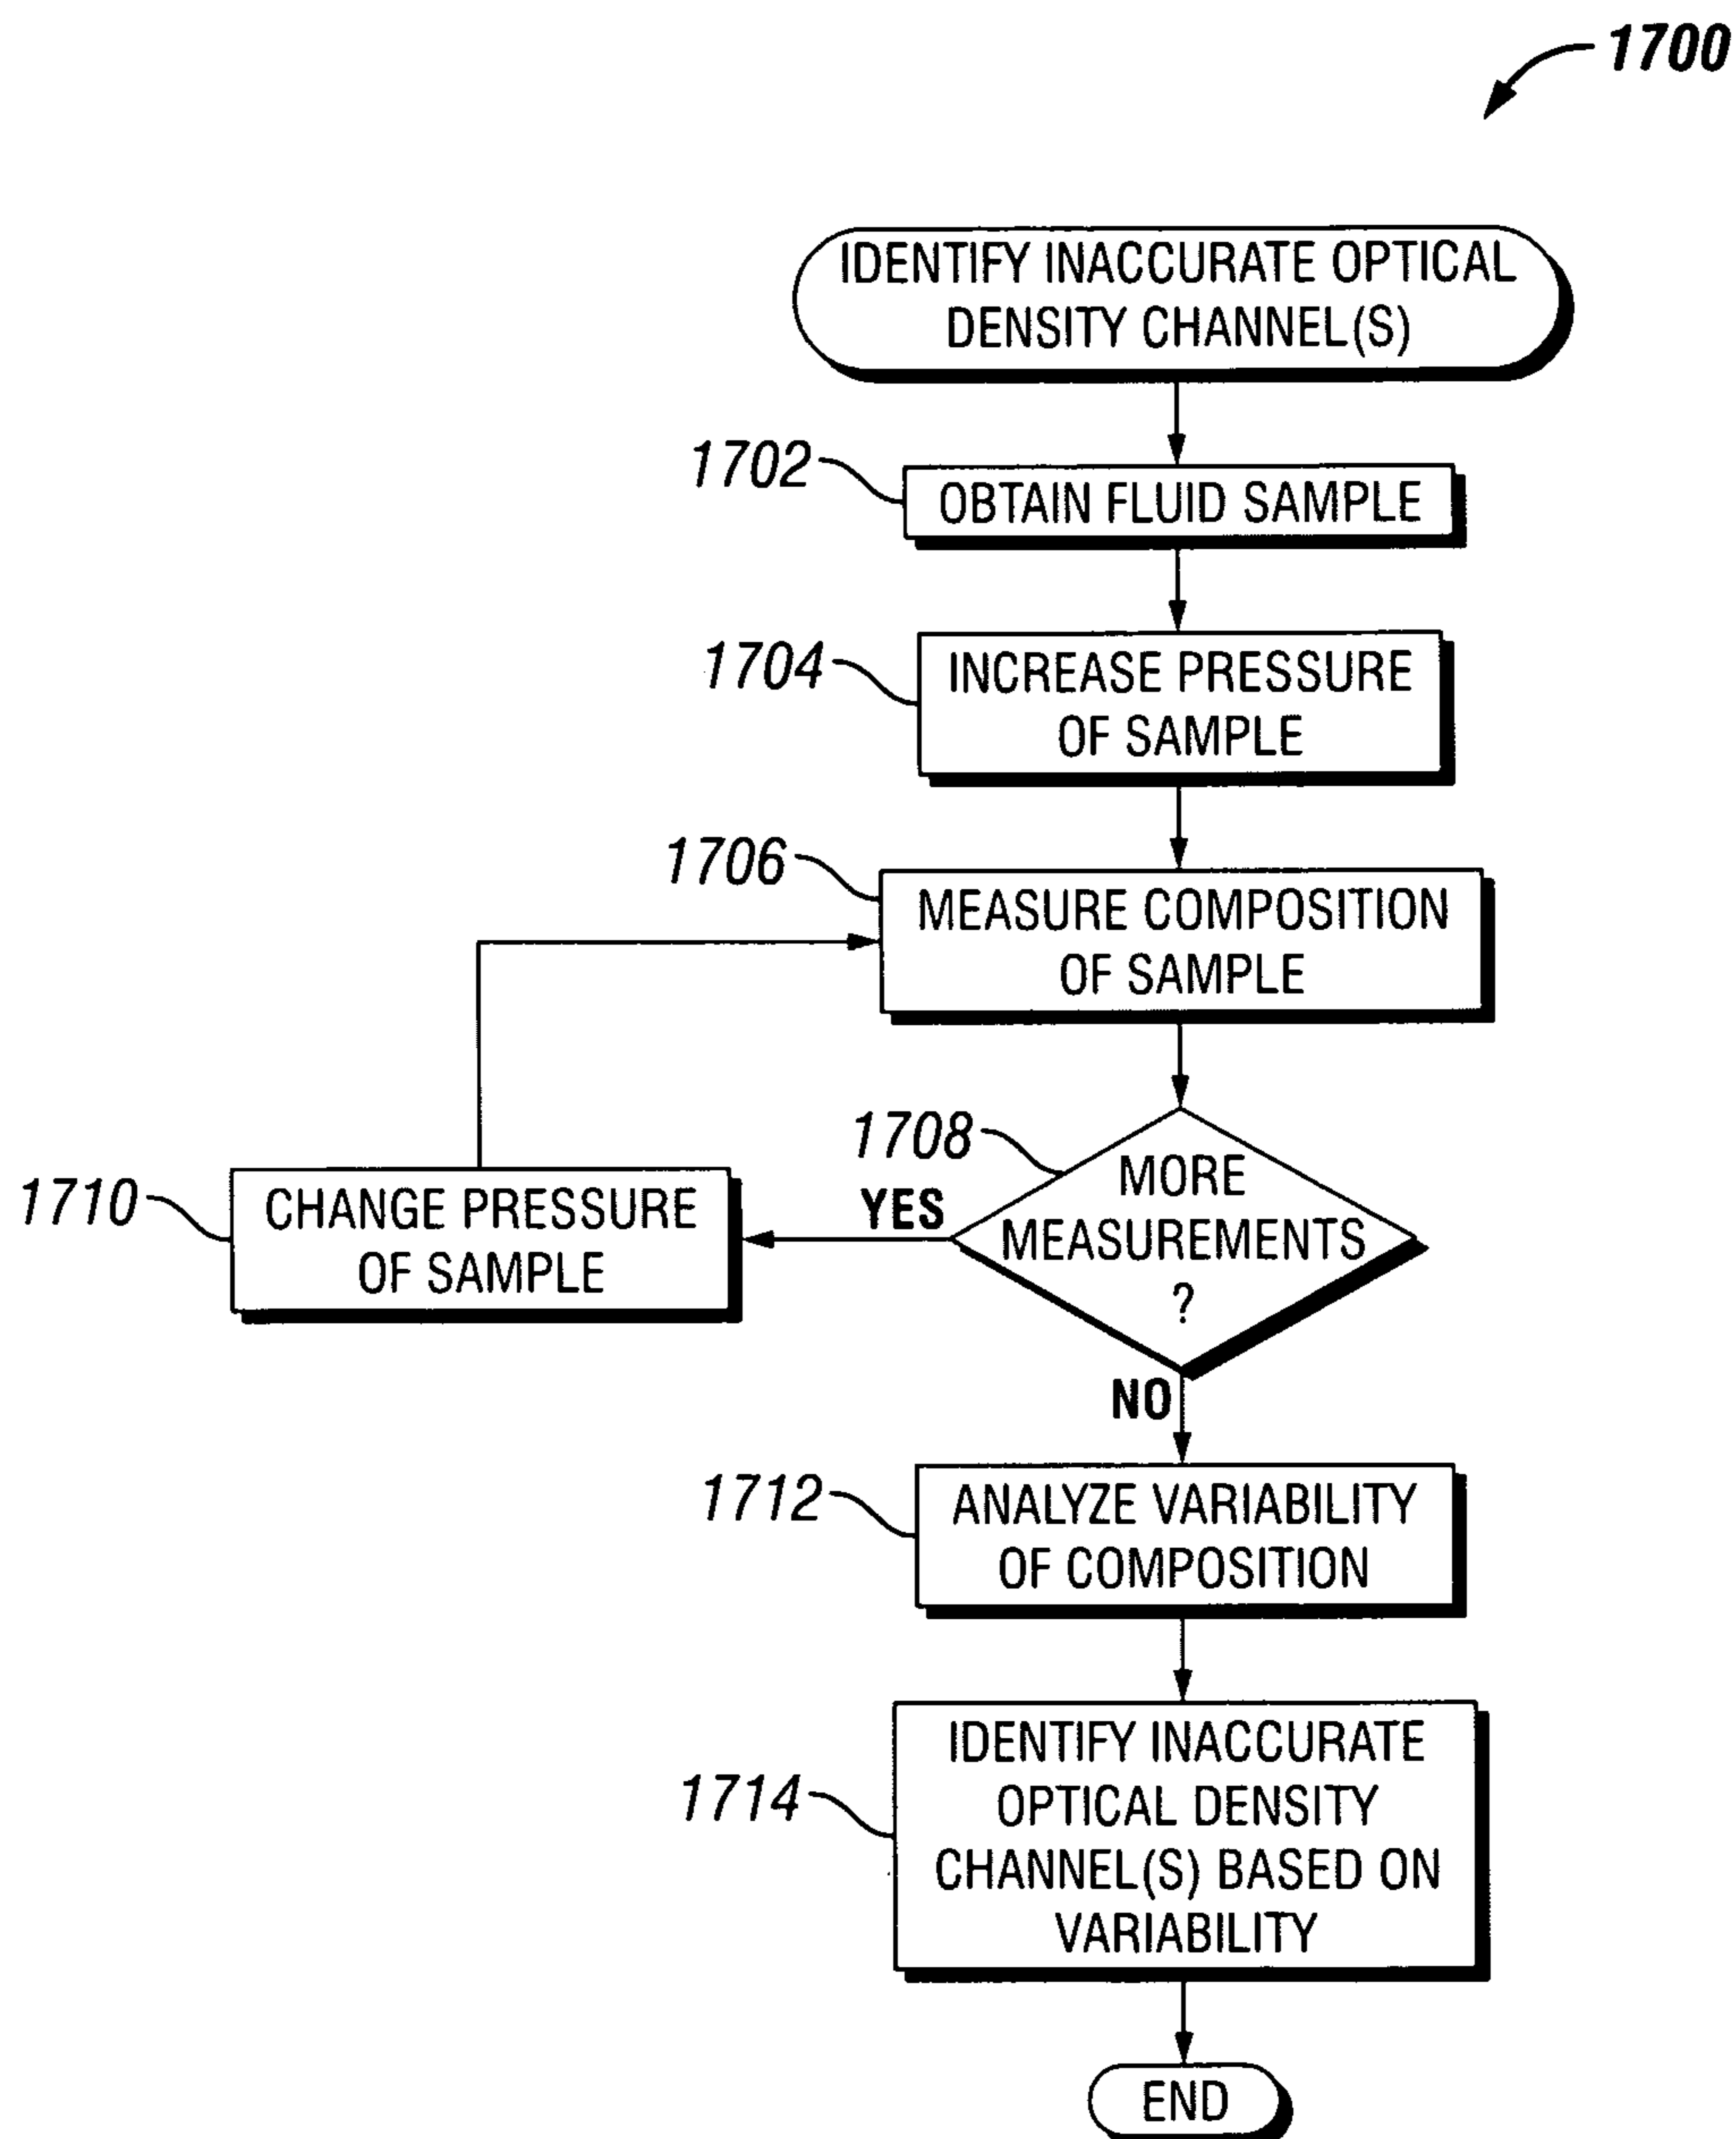 1700
IDENTIFY INACCURATE OPTICAL
DENSITY CHANNEL(S)
1702
OBTAIN FLUID SAMPLE
1704
INCREASE PRESSURE
OF SAMPLE
1706
MEASURE COMPOSITION
OF SAMPLE
1708
MORE
MEASUREMENTS
?
YES
1710
CHANGE PRESSURE
OF SAMPLE
NO
1712
ANALYZE VARIABILITY
OF COMPOSITION
1714
IDENTIFY INACCURATE
OPTICAL DENSITY
CHANNEL(S) BASED ON
VARIABILITY
END